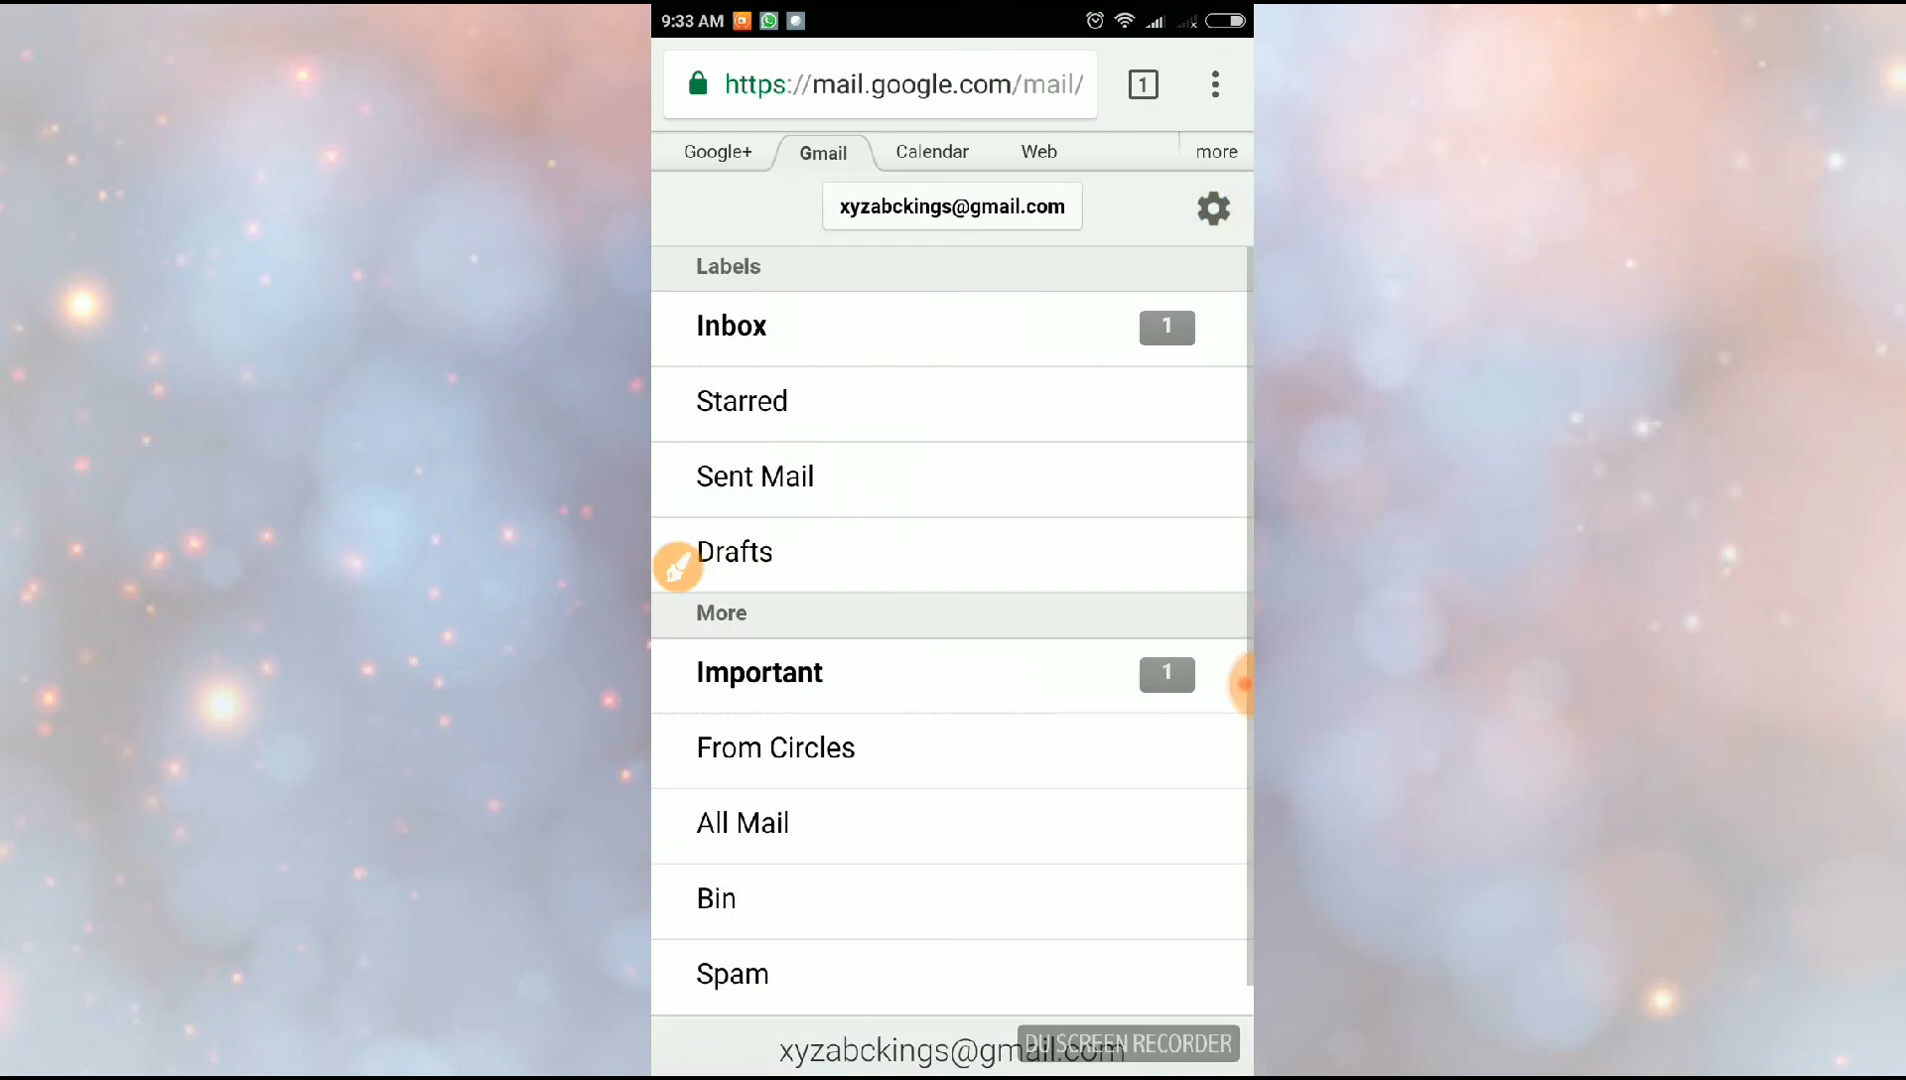 9:33 AM
https://mail.google.com/mail/
1
Google+ Gmail Calendar Web more
xyzabckings@gmail.com
Labels
Inbox 1
Starred
Sent Mail
Drafts
More
Important 1
From Circles
All Mail
Bin
Spam
xyzabckings@gmail.com
DU SCREEN RECORDER